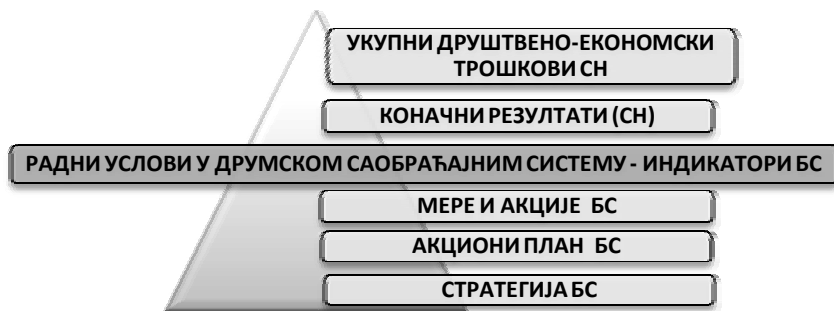 УКУПНИ ДРУШТВЕНО-ЕКОНОМСКИ
ТРОШКОВИ СН
КОНАЧНИ РЕЗУЛТАТИ (СН)
РАДНИ УСЛОВИ У ДРУМСКОМ САОБРАЋАЈНИМ СИСТЕМУ - ИНДИКАТОРИ БС
МЕРЕ И АКЦИЈЕ БС
АКЦИОНИ ПЛАН БС
СТРАТЕГИЈА БС